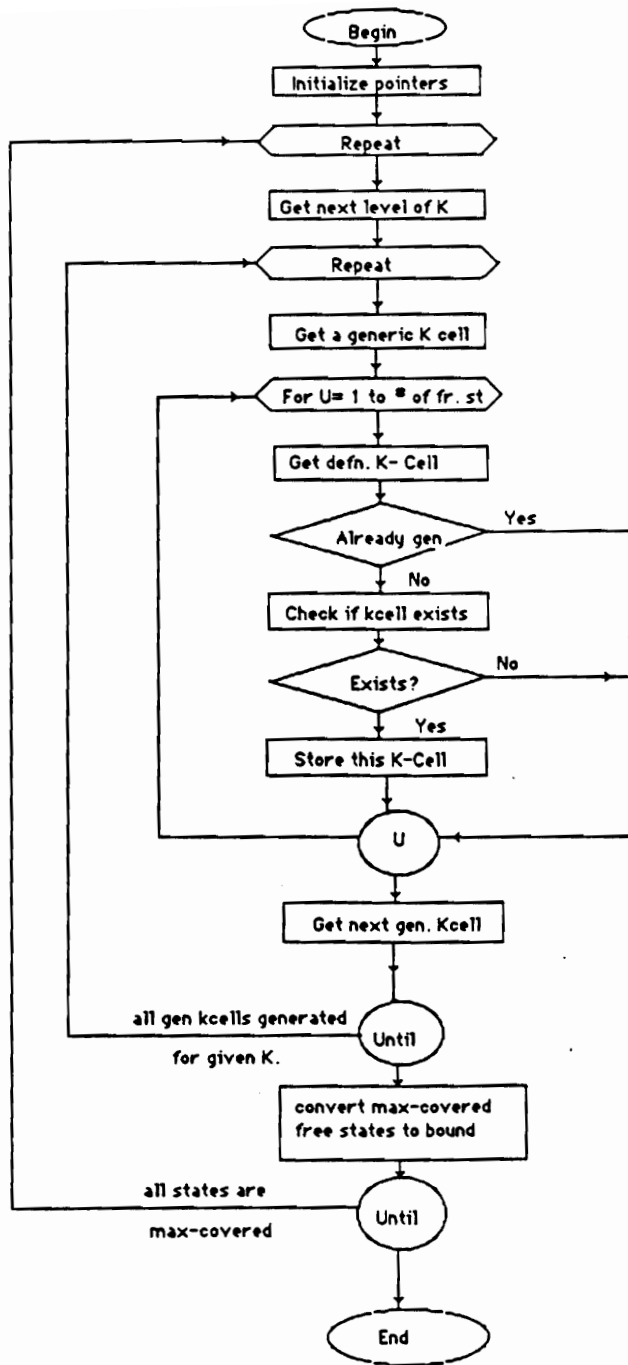 Begin
Initialize pointers
Repeat
Get next level of K
Repeat
Get a generic K cell
For U= 1 to # of fr. st
Get defn. K- Cell
Already gen
Yes
No
Check if kcell exists
Exists?
No
Yes
Store this K-Cell
U
Get next gen. Kcell
all gen kcells generated
for given K.
Until
convert max-covered
free states to bound
all states are
max-covered
Until
End